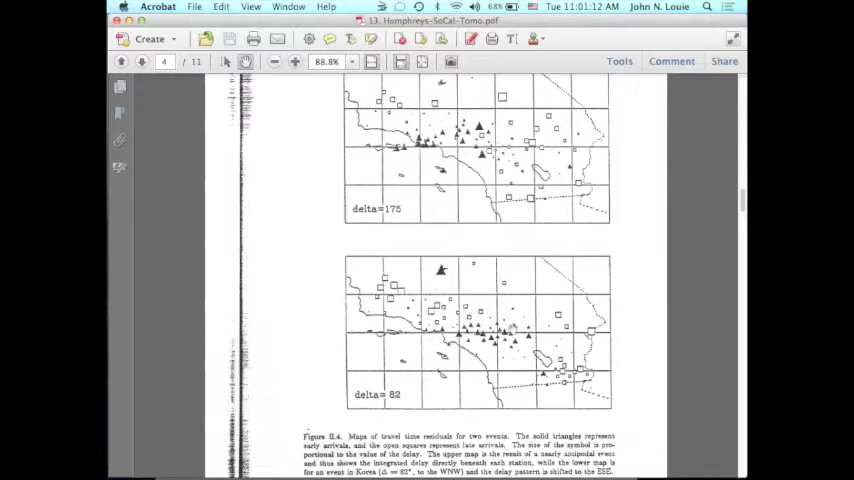 Acrobat File Edit View Window Help 68% Tue 11:01:12 AM John N. Louie
13. Humphreys-SoCal-Tomo.pdf
Create
4 / 11 88.8% Tools Comment Share
delta=175
delta= 82
Figure II.4. Maps of travel time residuals for two events. The solid triangles represent
early arrivals, and the open squares represent late arrivals. The size of the symbol is pro-
portional to the value of the delay. The upper map is the result of a nearly antipodal event
and thus shows the integrated delay directly beneath each station, while the lower map is
for an event in Korea (Δ = 82°, to the WNW) and the delay pattern is shifted to the ESE.